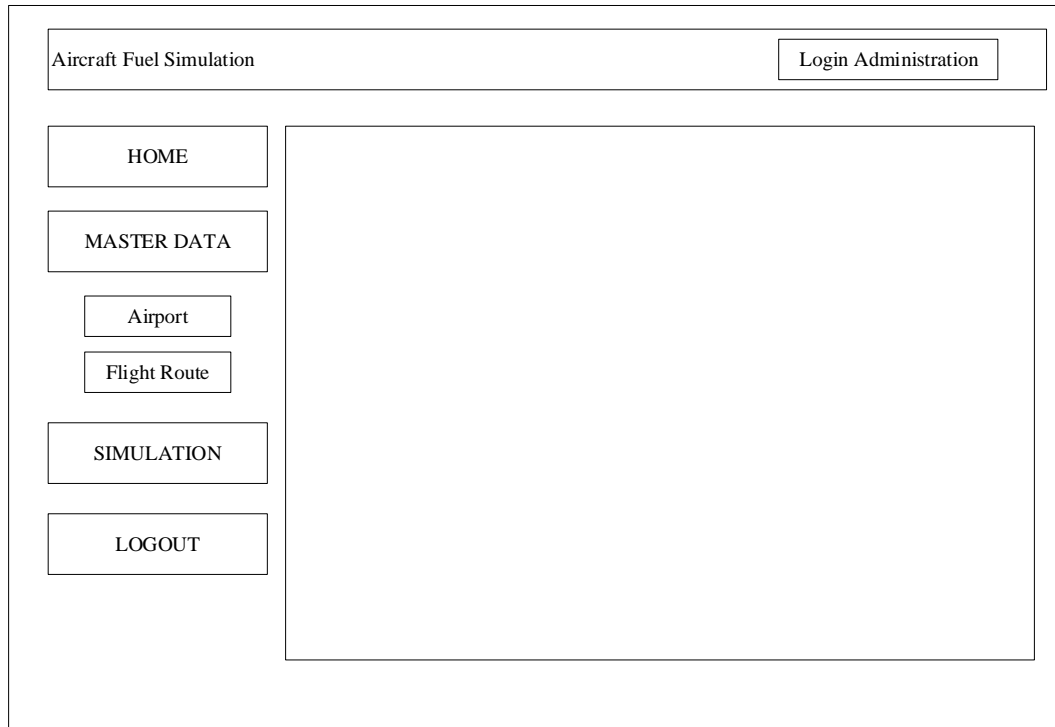 Aircraft Fuel Simulation
Login Administration
HOME
MASTER DATA
Airport
Flight Route
SIMULATION
LOGOUT